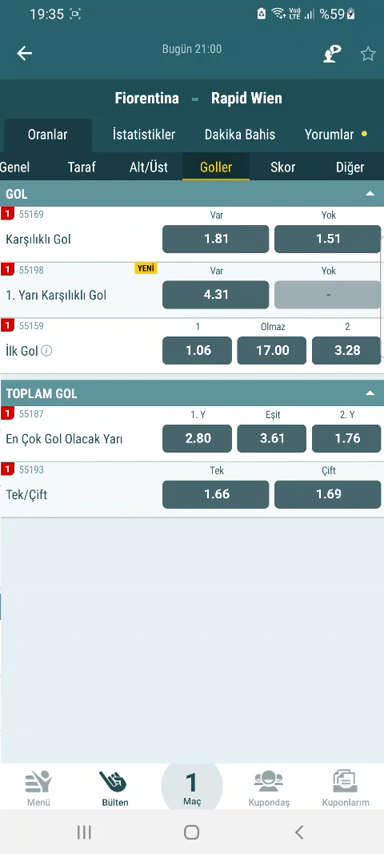 19:35 VoD LTE %59
Bugün 21:00
Fiorentina - Rapid Wien
Oranlar İstatistikler Dakika Bahis Yorumlar
Genel Taraf Alt/Üst Goller Skor Diğer
GOL
1 55169 Var Yok
Karşılıklı Gol 1.81 1.51
1 55198 YENİ Var Yok
1. Yarı Karşılıklı Gol 4.31 -
1 55159 1 Olmaz 2
İlk Gol 1.06 17.00 3.28
TOPLAM GOL
1 55187 1. Y Eşit 2. Y
En Çok Gol Olacak Yarı 2.80 3.61 1.76
1 55193 Tek Çift
Tek/Çift 1.66 1.69
Menü Bülten 1 Maç Kupondaş Kuponlarım